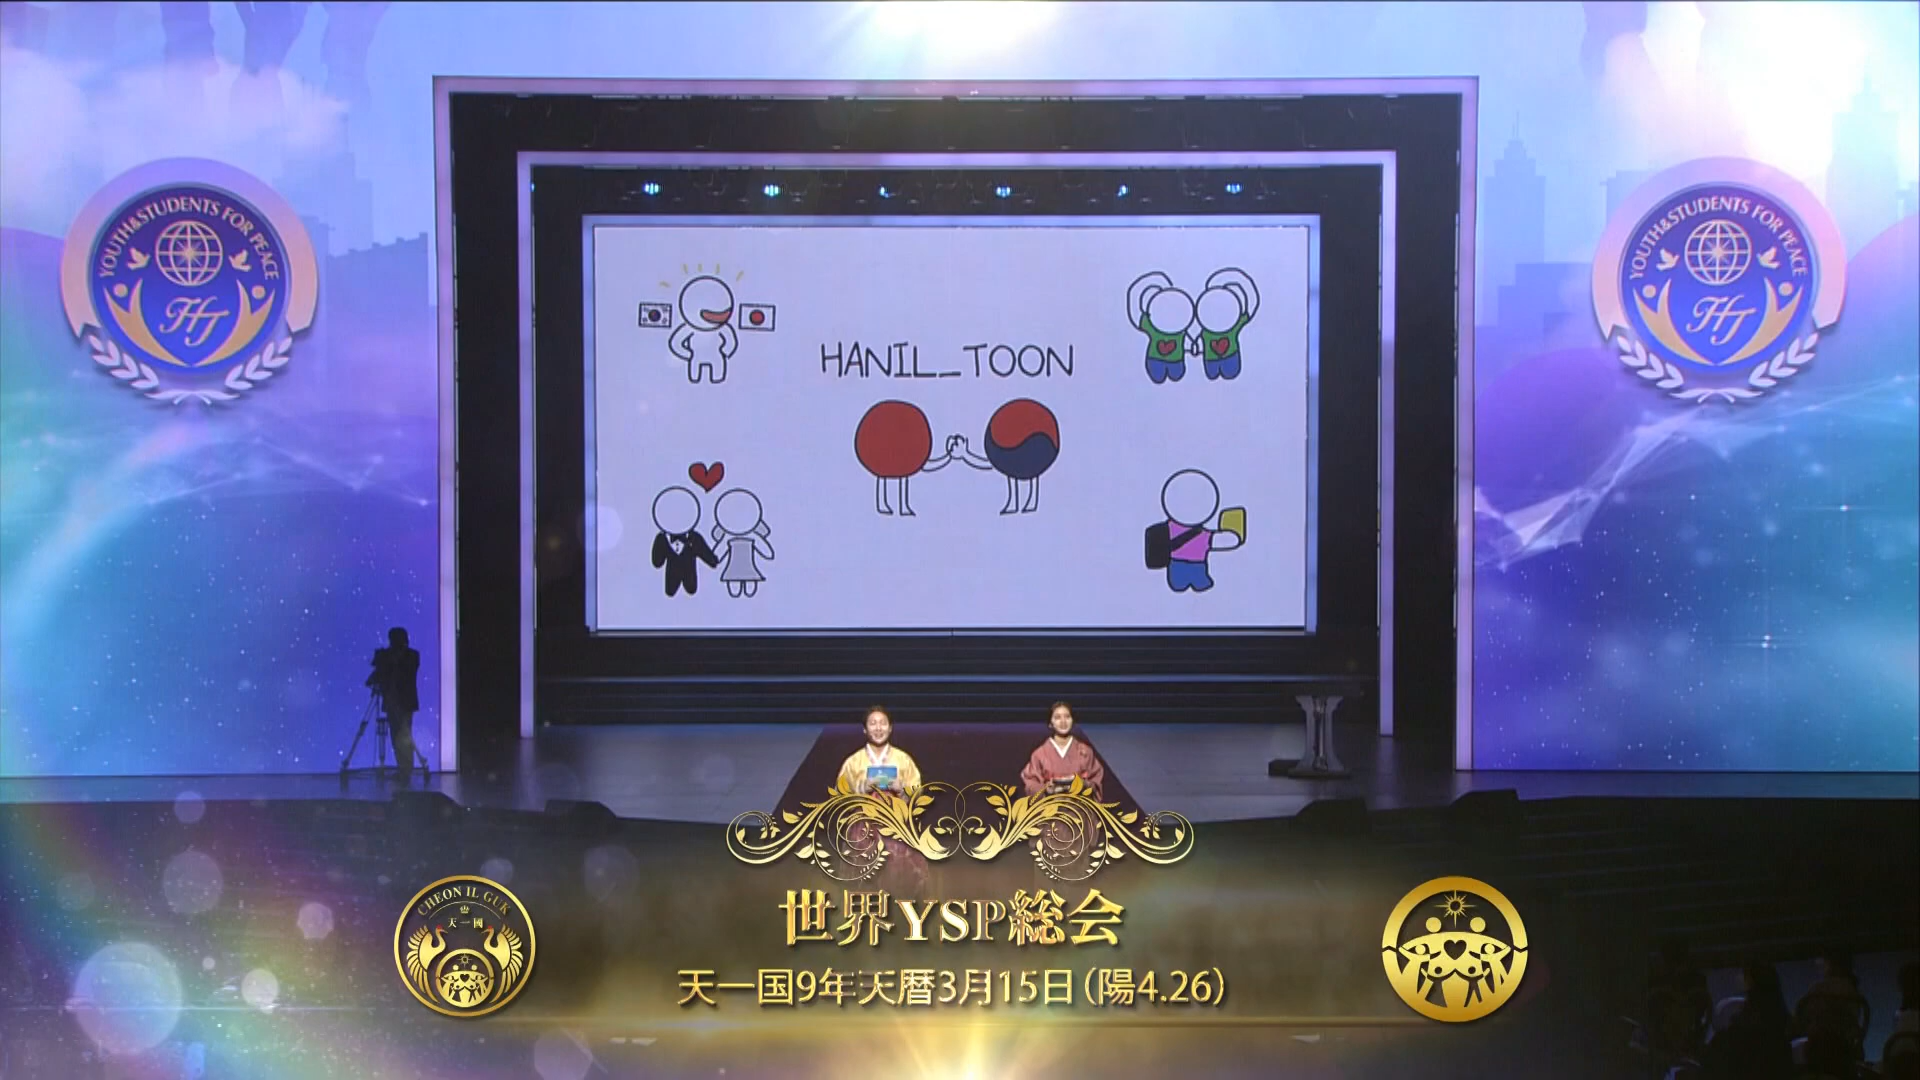 YOUTH&STUDENTS FOR PEACE
HJ
YOUTH&STUDENTS FOR PEACE
HJ
HANIL_TOON
CHEON IL GUK
天一國
世界YSP総会
天一国9年天暦3月15日(陽4.26)